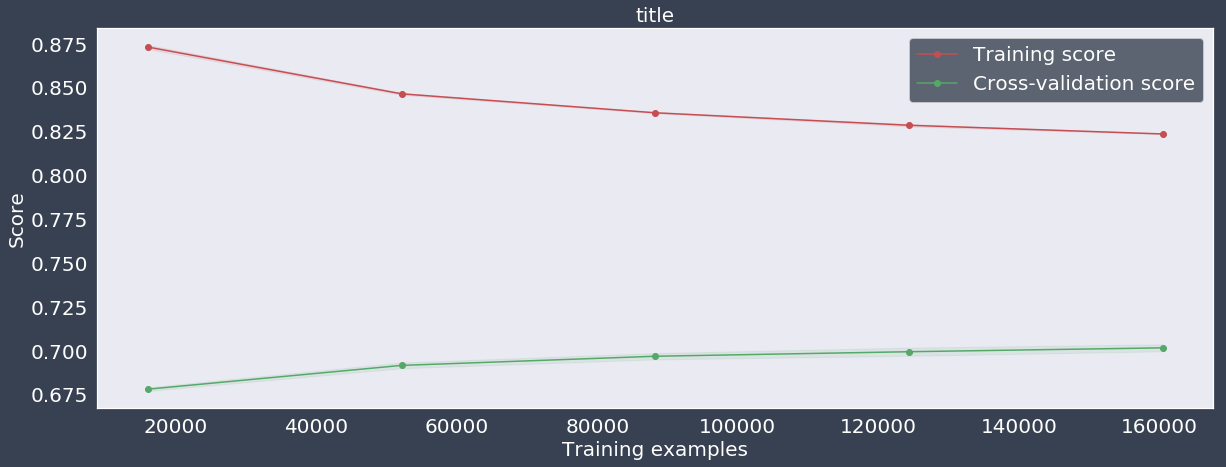 title
Training score
Cross-validation score
Score
0.875
0.850
0.825
0.800
0.775
0.750
0.725
0.700
0.675
20000 40000 60000 80000 100000 120000 140000 160000
Training examples